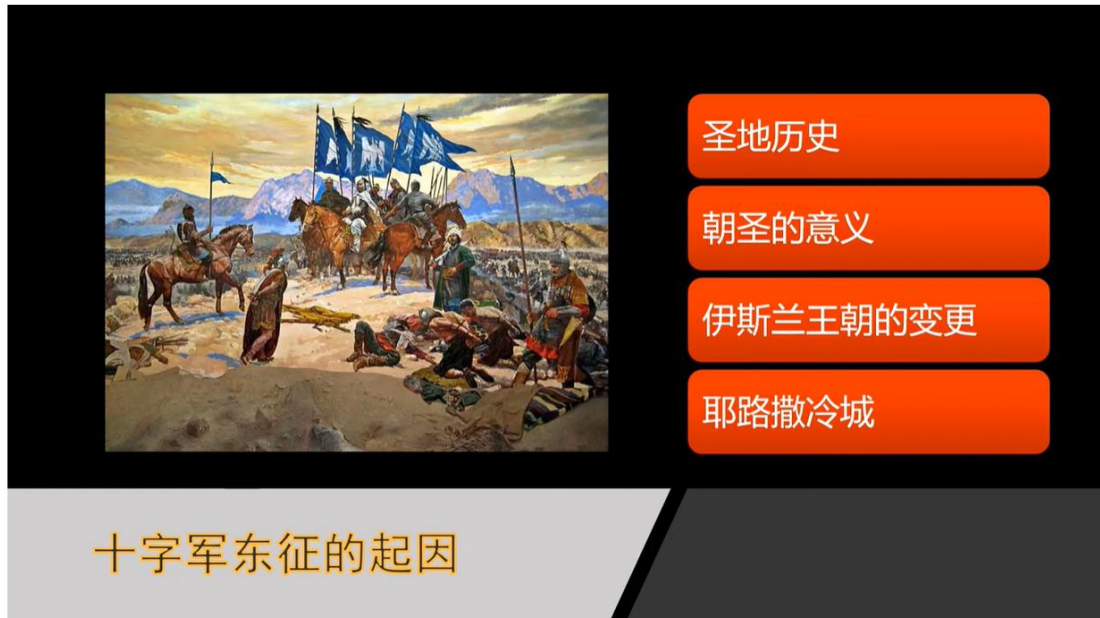 圣地历史
朝圣的意义
伊斯兰王朝的变更
耶路撒冷城
十字军东征的起因